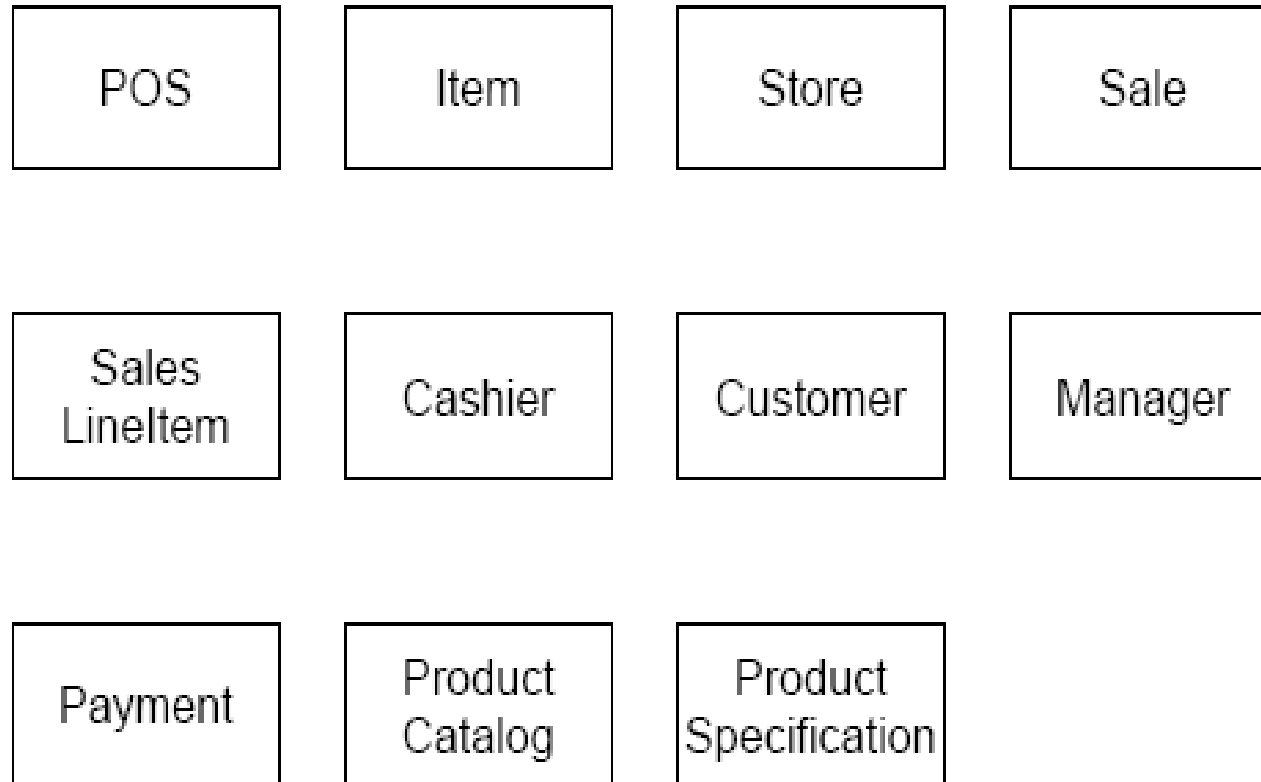 POS
Item
Store
Sale
Sales
LineItem
Cashier
Customer
Manager
Payment
Product
Catalog
Product
Specification